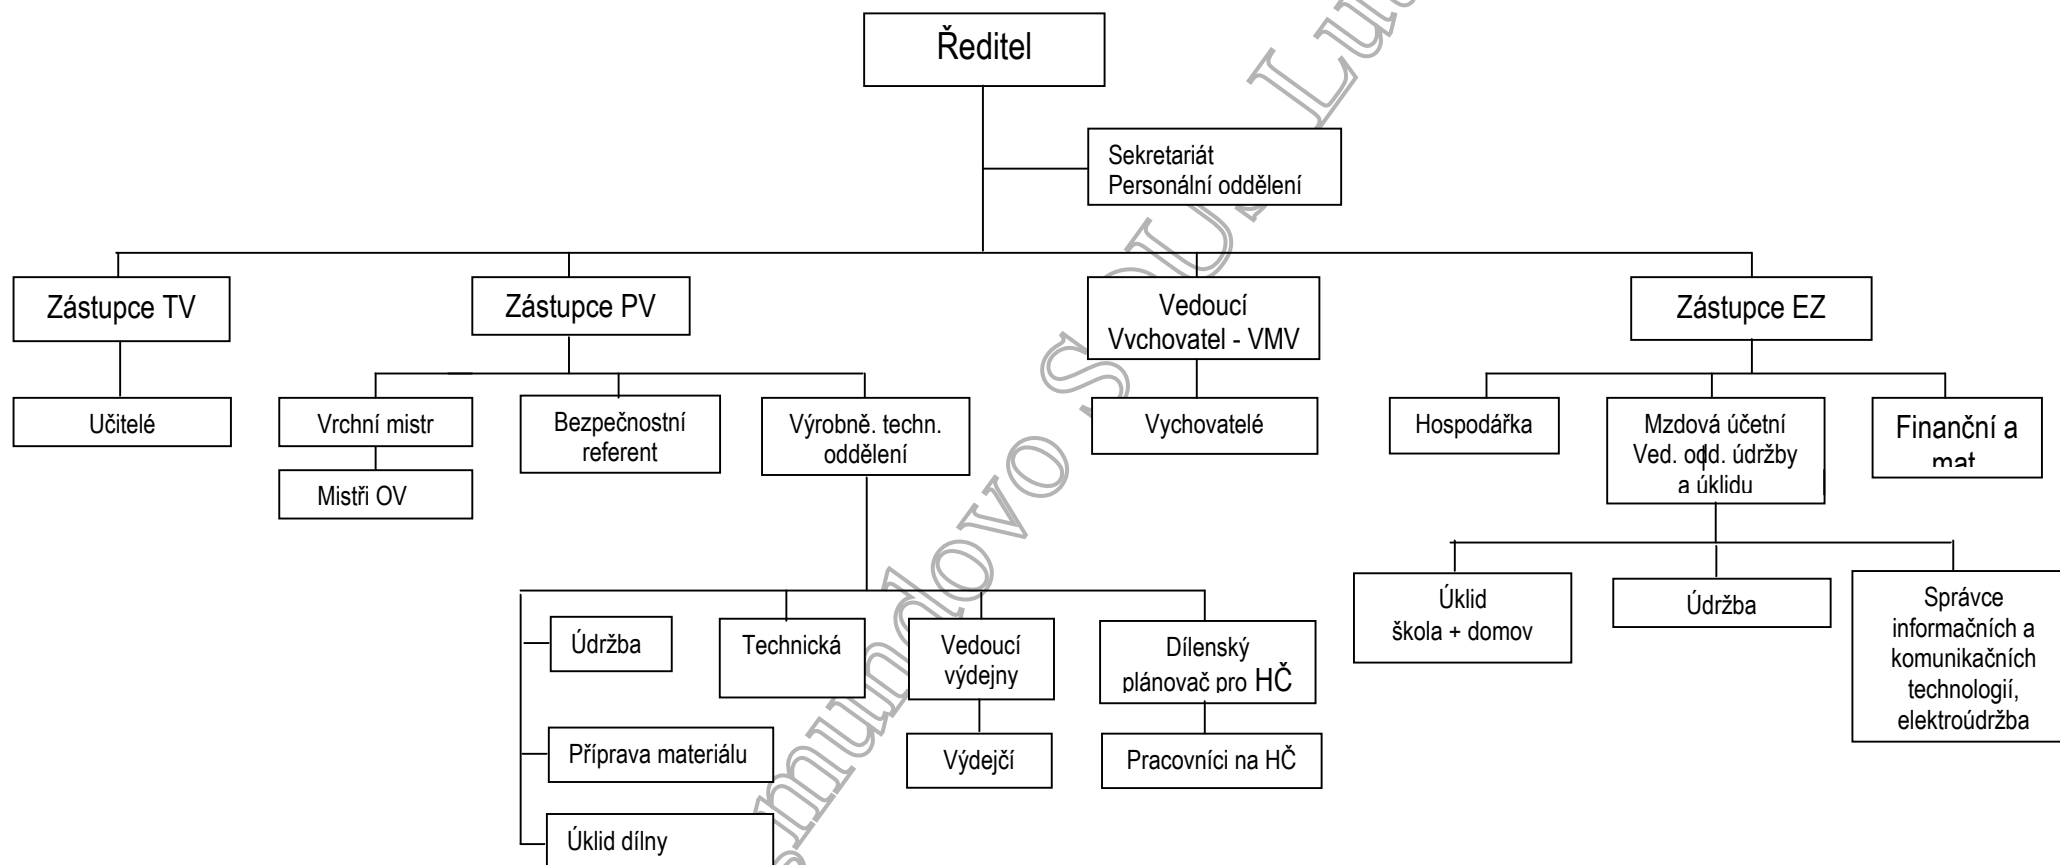 Ředitel
Sekretariát
Personální oddělení
Zástupce TV
Zástupce PV
Vedoucí
Vvchovatel - VMV
Zástupce EZ
Učitelé
Vrchní mistr
Bezpečnostní
referent
Výrobně. techn.
oddělení
Vychovatelé
Hospodářka
Mzdová účetní
Ved. odd. údržby
a úklidu
Finanční a
mat
Mistři OV
Údržba
Technická
Vedoucí
výdejny
Dílenský
plánovač pro HČ
Úklid
škola + domov
Údržba
Správce
informačních a
komunikačních
technologií,
elektroúdržba
Příprava materiálu
Výdejčí
Pracovníci na HČ
Úklid dílny